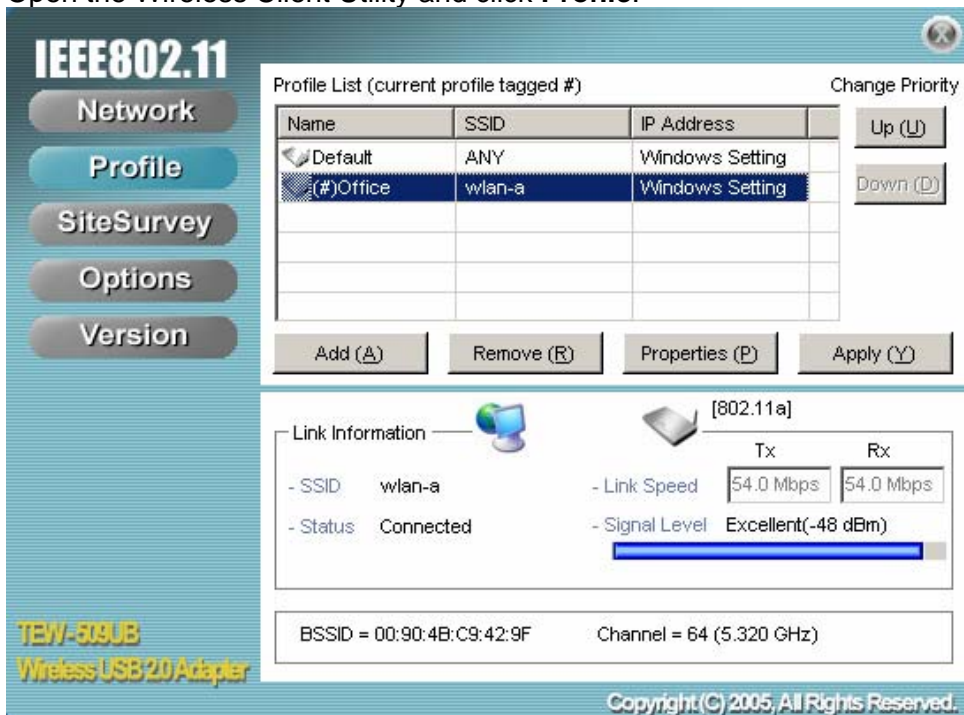 Open the Wireless Client Utility and click Profile.
IEEE802.11
Network
Profile
SiteSurvey
Options
Version
Profile List (current profile tagged #)
Change Priority
Name SSID IP Address
Default ANY Windows Setting
(#)Office wlan-a Windows Setting
Up (U)
Down (D)
Add (A) Remove (R) Properties (P) Apply (Y)
Link Information
[802.11a]
Tx Rx
- SSID wlan-a - Link Speed 54.0 Mbps 54.0 Mbps
- Status Connected - Signal Level Excellent(-48 dBm)
BSSID = 00:90:4B:C9:42:9F Channel = 64 (5.320 GHz)
TEW-509UB
Wireless USB 2.0 Adapter
Copyright (C) 2005, All Rights Reserved.